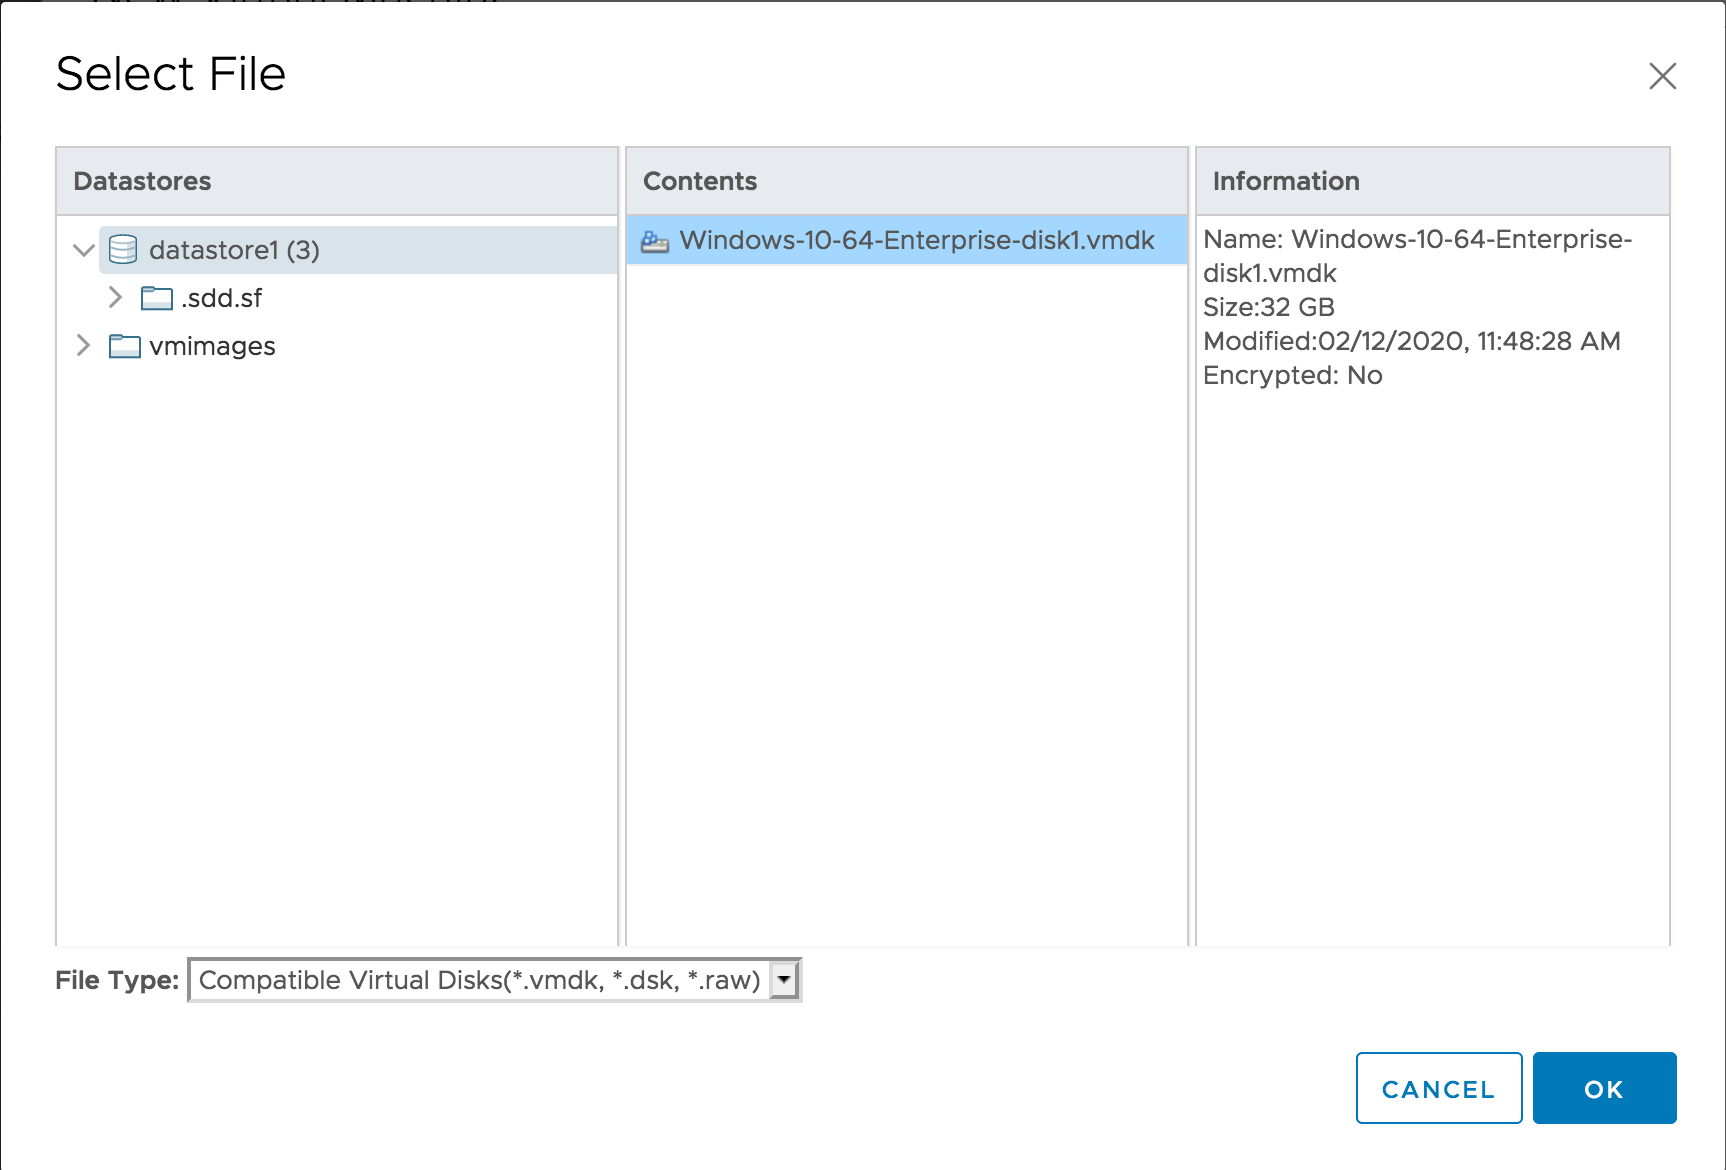 Select File
Datastores
datastore1 (3)
.sdd.sf
vmimages
Contents
Windows-10-64-Enterprise-disk1.vmdk
Information
Name: Windows-10-64-Enterprise-
disk1.vmdk
Size:32 GB
Modified:02/12/2020, 11:48:28 AM
Encrypted: No
File Type: Compatible Virtual Disks(*.vmdk, *.dsk, *.raw)
CANCEL OK